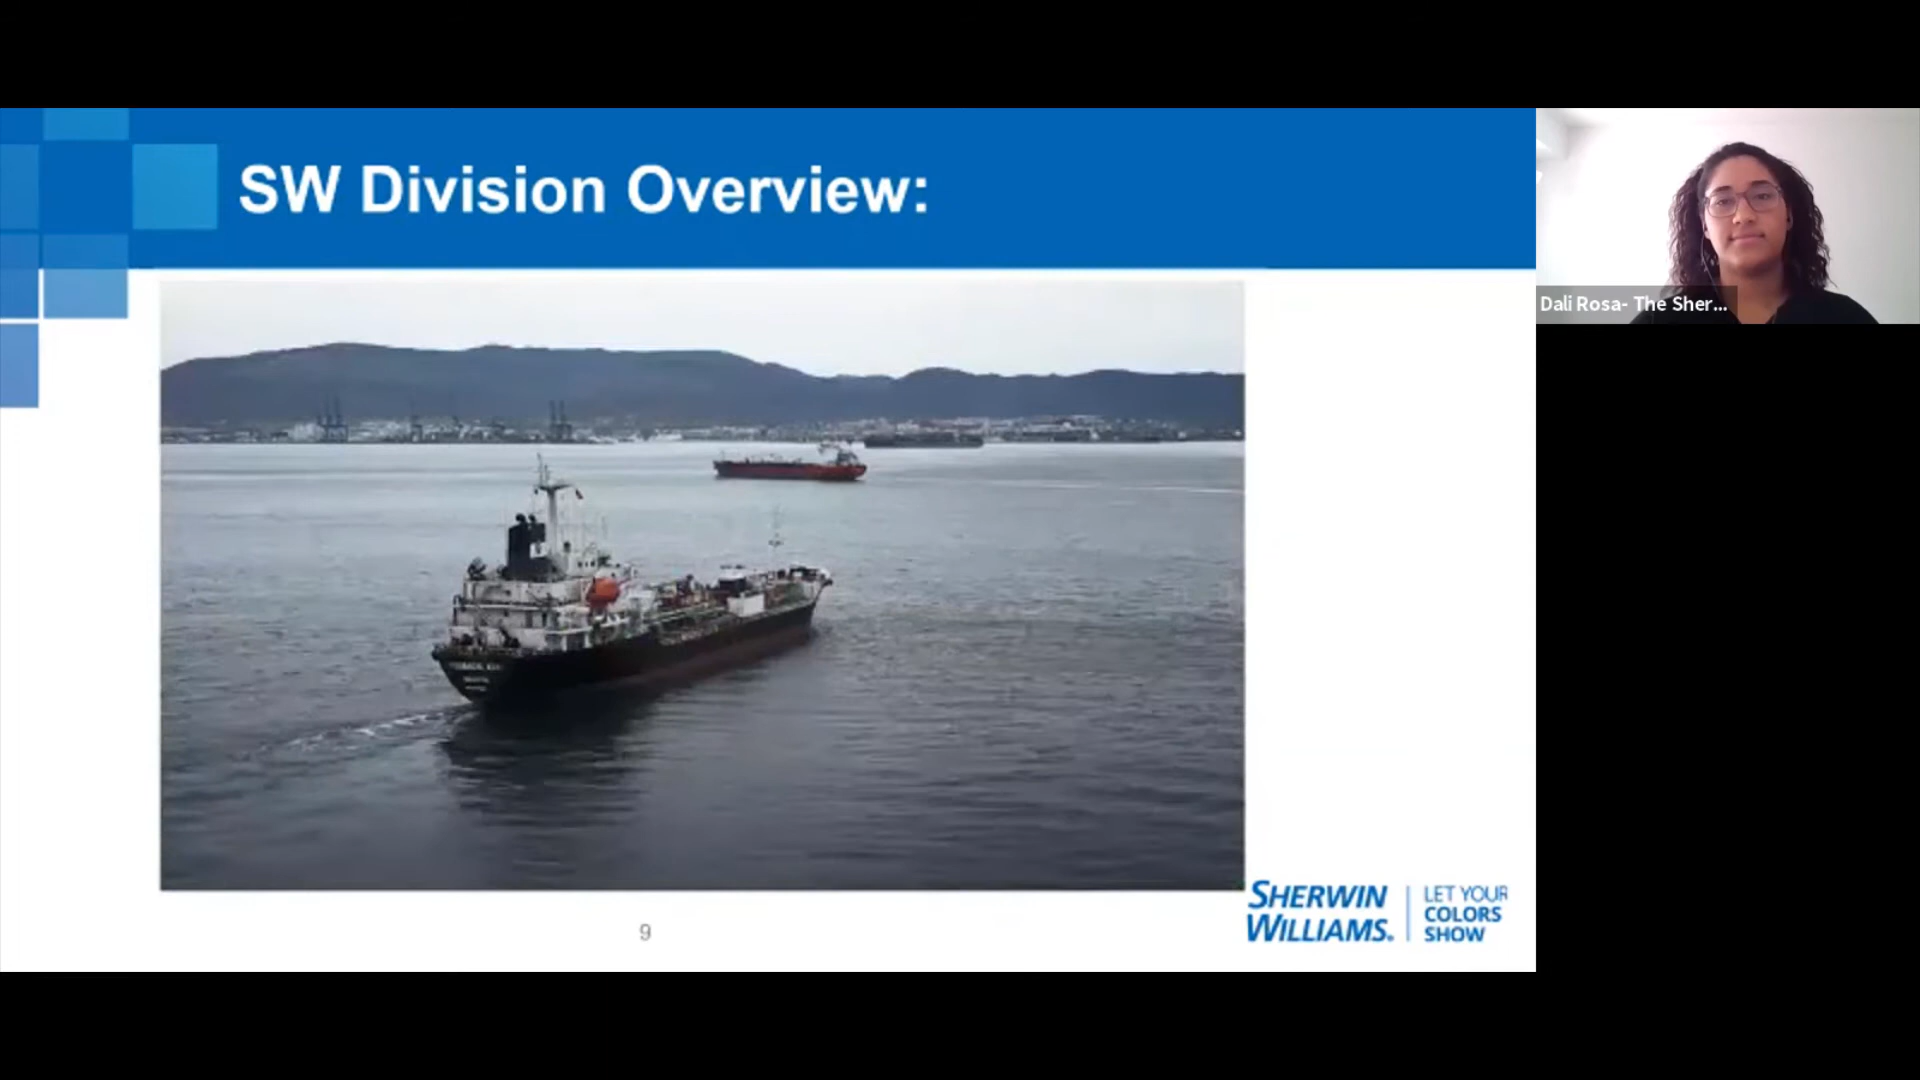 SW Division Overview:
Dali Rosa- The Sher...
SHERWIN
WILLIAMS.
LET YOUR
COLORS
SHOW
9